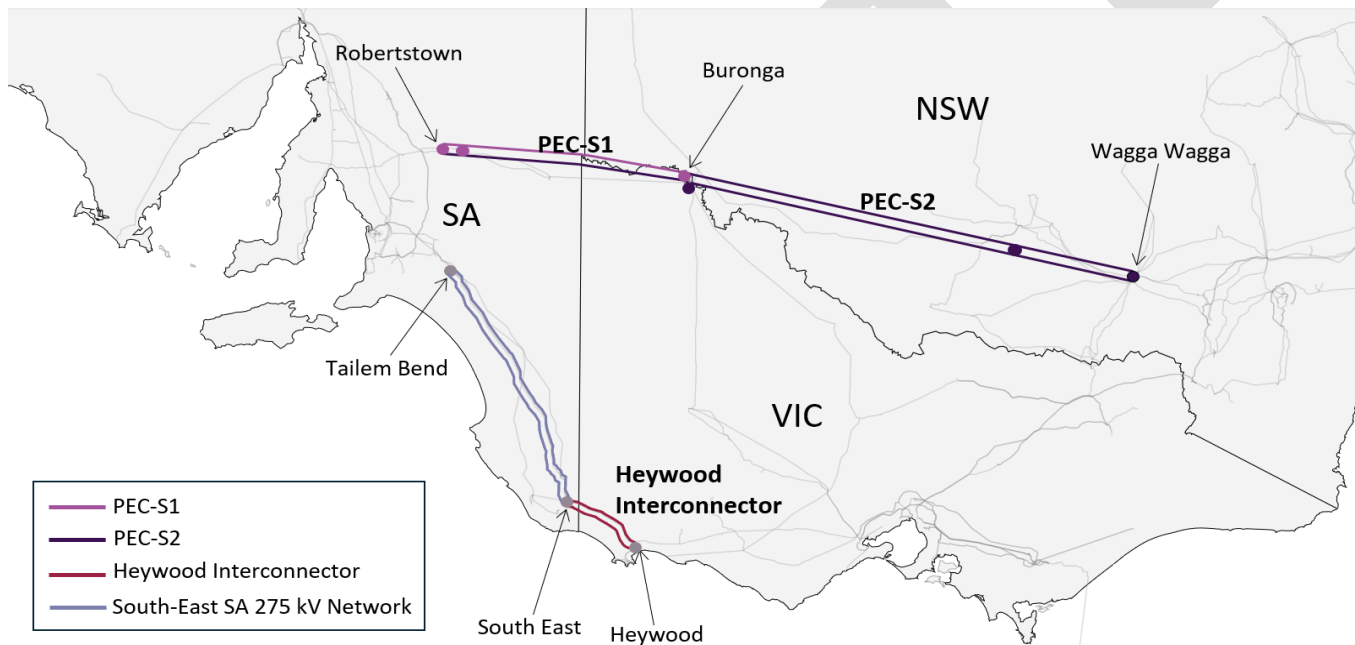 Robertstown
Buronga
NSW
PEC-S1
Wagga Wagga
PEC-S2
SA
Tailem Bend
VIC
Heywood
Interconnector
PEC-S1
PEC-S2
Heywood Interconnector
South-East SA 275 kV Network
South East
Heywood